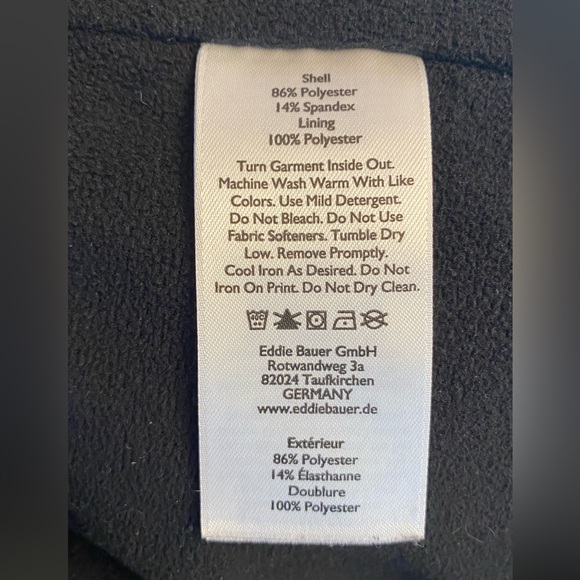 Shell
86% Polyester
14% Spandex
Lining
100% Polyester
Turn Garment Inside Out.
Machine Wash Warm With Like
Colors. Use Mild Detergent.
Do Not Bleach. Do Not Use
Fabric Softeners. Tumble Dry
Low. Remove Promptly.
Cool Iron As Desired. Do Not
Iron On Print. Do Not Dry Clean.
40C
Eddie Bauer GmbH
Rotwandweg 3a
82024 Taufkirchen
GERMANY
www.eddiebauer.de
Extérieur
86% Polyester
14% Élasthanne
Doublure
100% Polyester